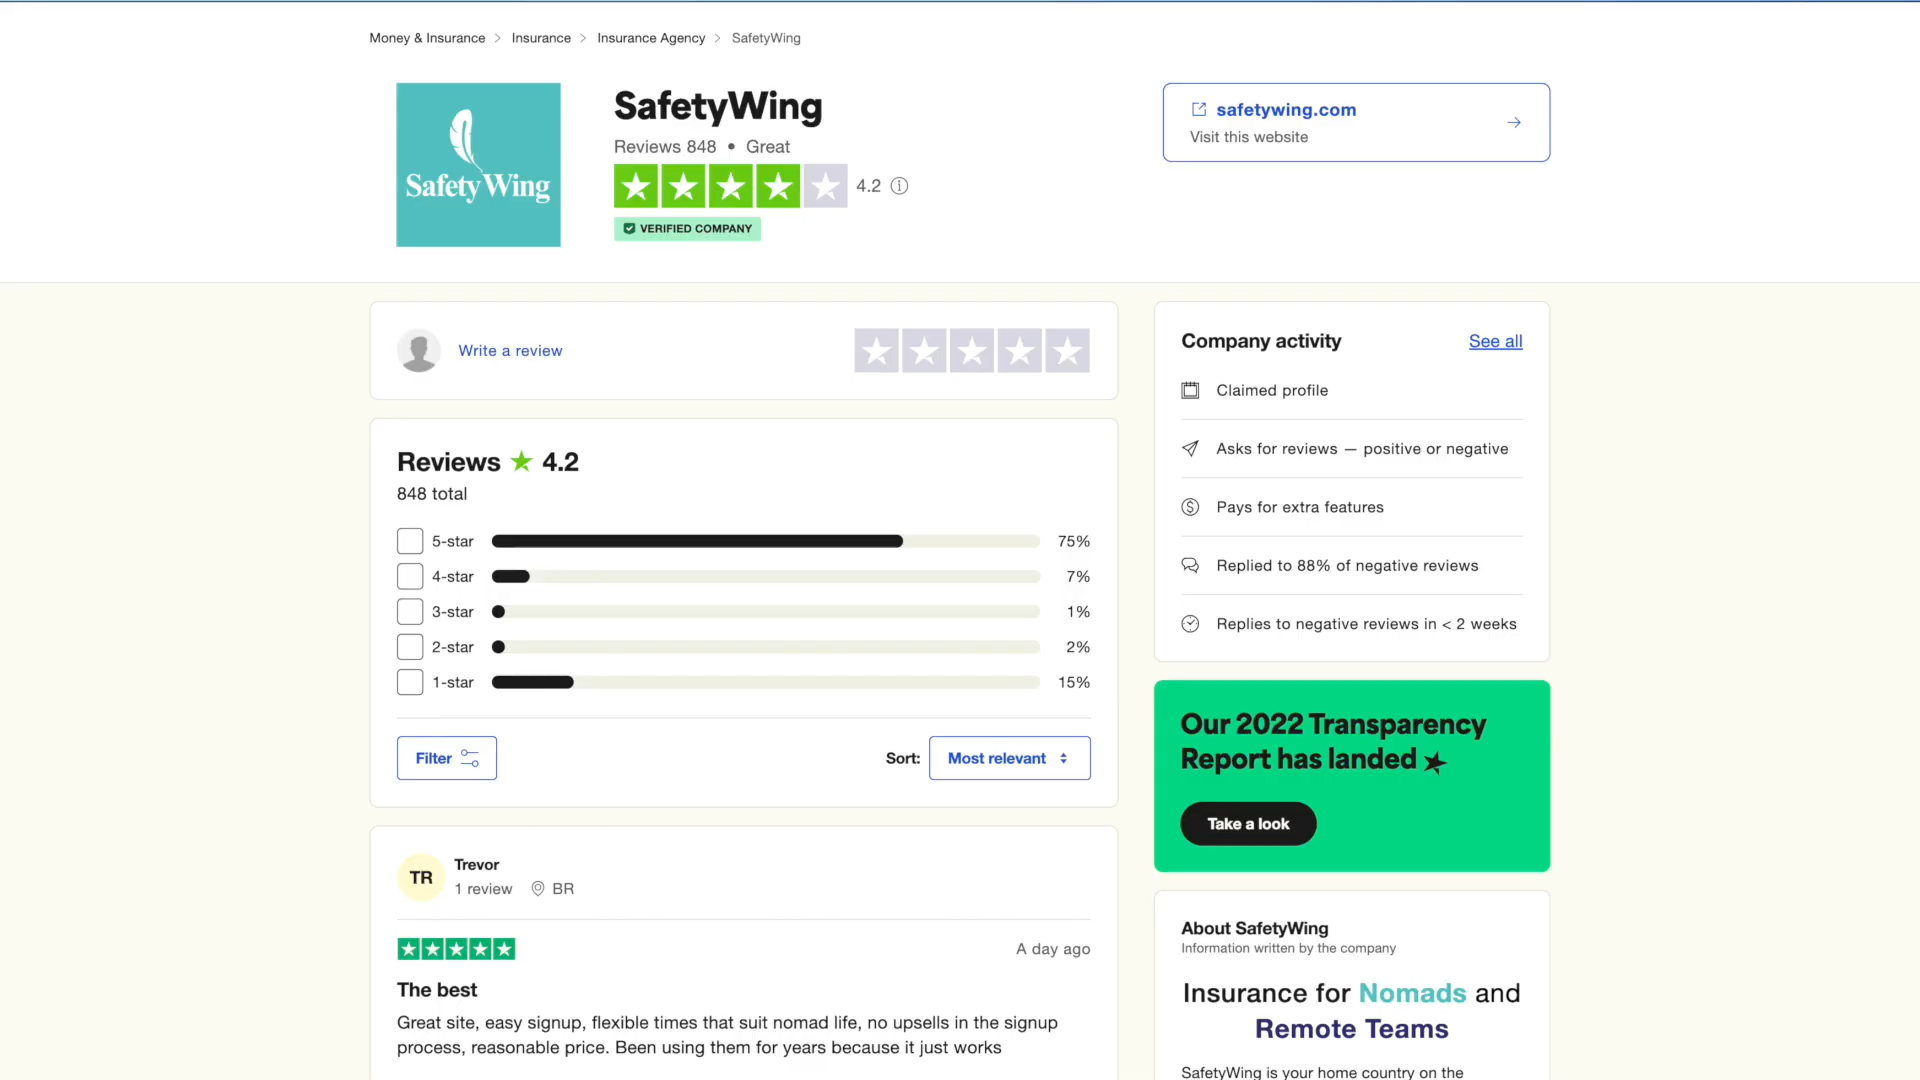 Money & Insurance > Insurance > Insurance Agency > SafetyWing
SafetyWing
SafetyWing
Reviews 848 • Great
4.2
VERIFIED COMPANY
safetywing.com
Visit this website
Write a review
Reviews ★ 4.2
848 total
5-star 75%
4-star 7%
3-star 1%
2-star 2%
1-star 15%
Filter
Sort: Most relevant
TR
Trevor
1 review BR
A day ago
The best
Great site, easy signup, flexible times that suit nomad life, no upsells in the signup
process, reasonable price. Been using them for years because it just works
Company activity See all
Claimed profile
Asks for reviews — positive or negative
Pays for extra features
Replied to 88% of negative reviews
Replies to negative reviews in < 2 weeks
Our 2022 Transparency
Report has landed
Take a look
About SafetyWing
Information written by the company
Insurance for Nomads and
Remote Teams
SafetyWing is your home country on the